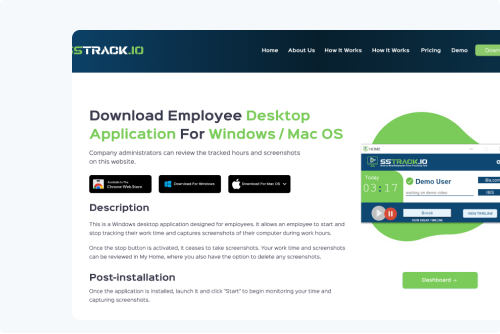 SSTRACK.IO
Home About Us How It Works How It Works Pricing Demo
Download Employee Desktop
Application For Windows / Mac OS
Company administrators can review the tracked hours and screenshots
on this website.
Chrome Web Store
Download For Windows
Download For Mac OS
Description
This is a Windows desktop application designed for employees. It allows an employee to start and
stop tracking their work time and captures screenshots of their computer during work hours.
Once the stop button is activated, it ceases to take screenshots. Your work time and screenshots
can be reviewed in My Home, where you also have the option to delete any screenshots.
Post-installation
Once the application is installed, launch it and click "Start" to begin monitoring your time and
capturing screenshots.
HOME
SSTRACK.IO
Today
03:17
Demo User
working on demo video
Break
VIEW TIMELINE
Dashboard